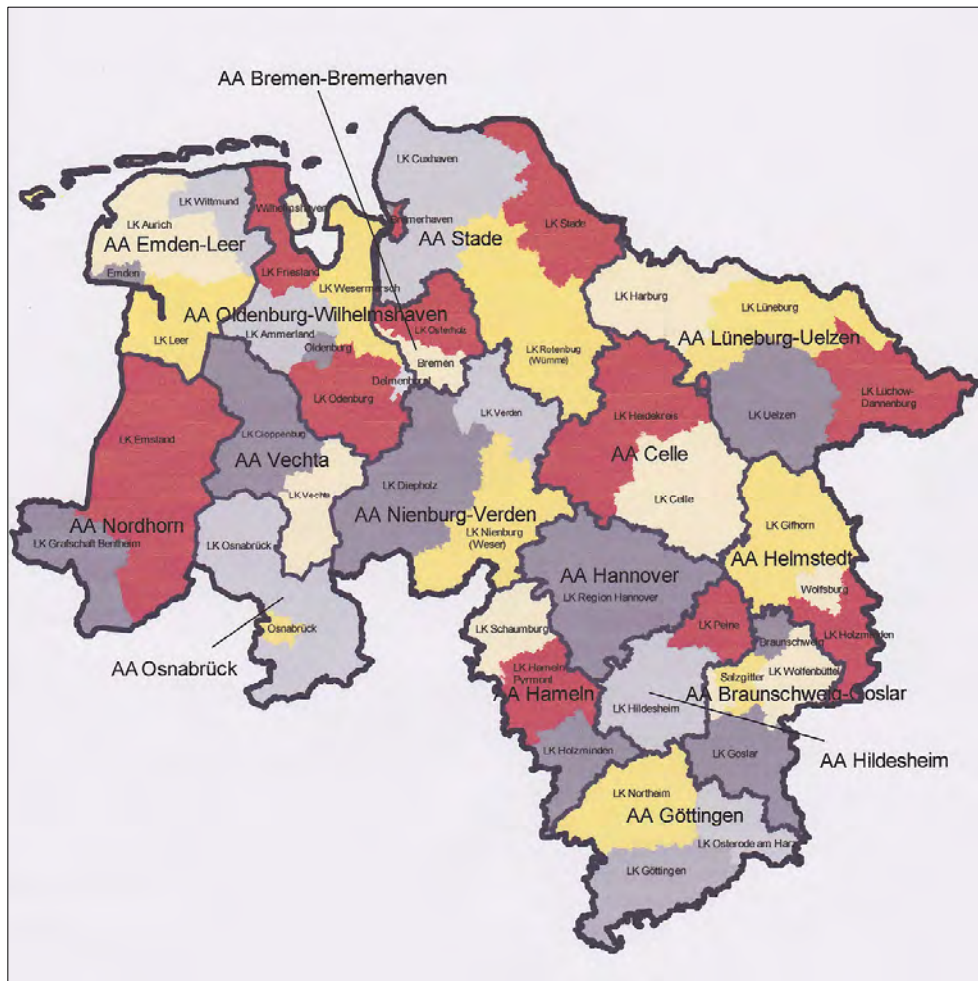 AA Bremen-Bremerhaven
LK Cuxhaven
LK Wittmund
Wilhelmshaven
LK Aurich
Bremerhaven
LK Stade
AA Stade
AA Emden-Leer
Emden
LK Friesland
LK Wesermarsch
LK Harburg
LK Lüneburg
AA Oldenburg-Wilhelmshaven
LK Ammerland
LK Osterholz
AA Lüneburg-Uelzen
LK Leer
Oldenburg
Bremen
LK Rotenbug
(Wümme)
Delmenhorst
LK Odenburg
LK Lüchow-
Dannenburg
LK Verden
LK Heidekreis
LK Uelzen
LK Emsland
LK Cloppenbug
AA Vechta
AA Celle
LK Diepholz
LK Vechta
LK Celle
AA Nienburg-Verden
AA Nordhorn
LK Nienburg
(Weser)
LK Gifhorn
LK Grafschaft Bentheim
LK Osnabrück
AA Helmstedt
AA Hannover
Wolfsburg
LK Region Hannover
LK Schaumburg
LK Peine
Osnabrück
LK Holzminden
Braunschweig
AA Osnabrück
LK Hameln
Pyrmont
Salzgitter
LK Wolfenbüttel
AA Hameln
AA Braunschweig-Goslar
LK Hildesheim
LK Holzminden
LK Goslar
AA Hildesheim
LK Northeim
AA Göttingen
LK Osterode am Harz
LK Göttingen